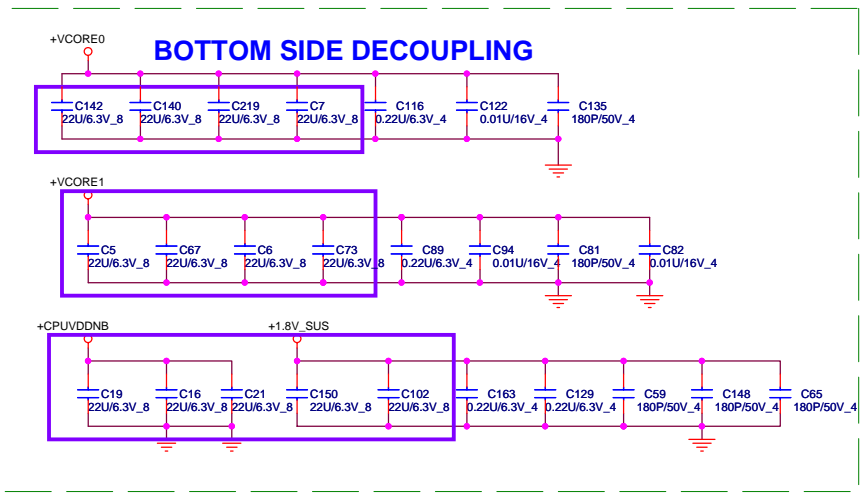 +VCORE0
BOTTOM SIDE DECOUPLING
C142 C140 C219 C7 C116 C122 C135
22U/6.3V_8 22U/6.3V_8 22U/6.3V_8 22U/6.3V_8 0.22U/6.3V_4 0.01U/16V_4 180P/50V_4
+VCORE1
C5 C67 C6 C73 C89 C94 C81 C82
22U/6.3V_8 22U/6.3V_8 22U/6.3V_8 22U/6.3V_8 0.22U/6.3V_4 0.01U/16V_4 180P/50V_4 0.01U/16V_4
+CPUVDDNB +1.8V_SUS
C19 C16 C21 C150 C102 C163 C129 C59 C148 C65
22U/6.3V_8 22U/6.3V_8 22U/6.3V_8 22U/6.3V_8 22U/6.3V_8 0.22U/6.3V_4 0.22U/6.3V_4 180P/50V_4 180P/50V_4 180P/50V_4